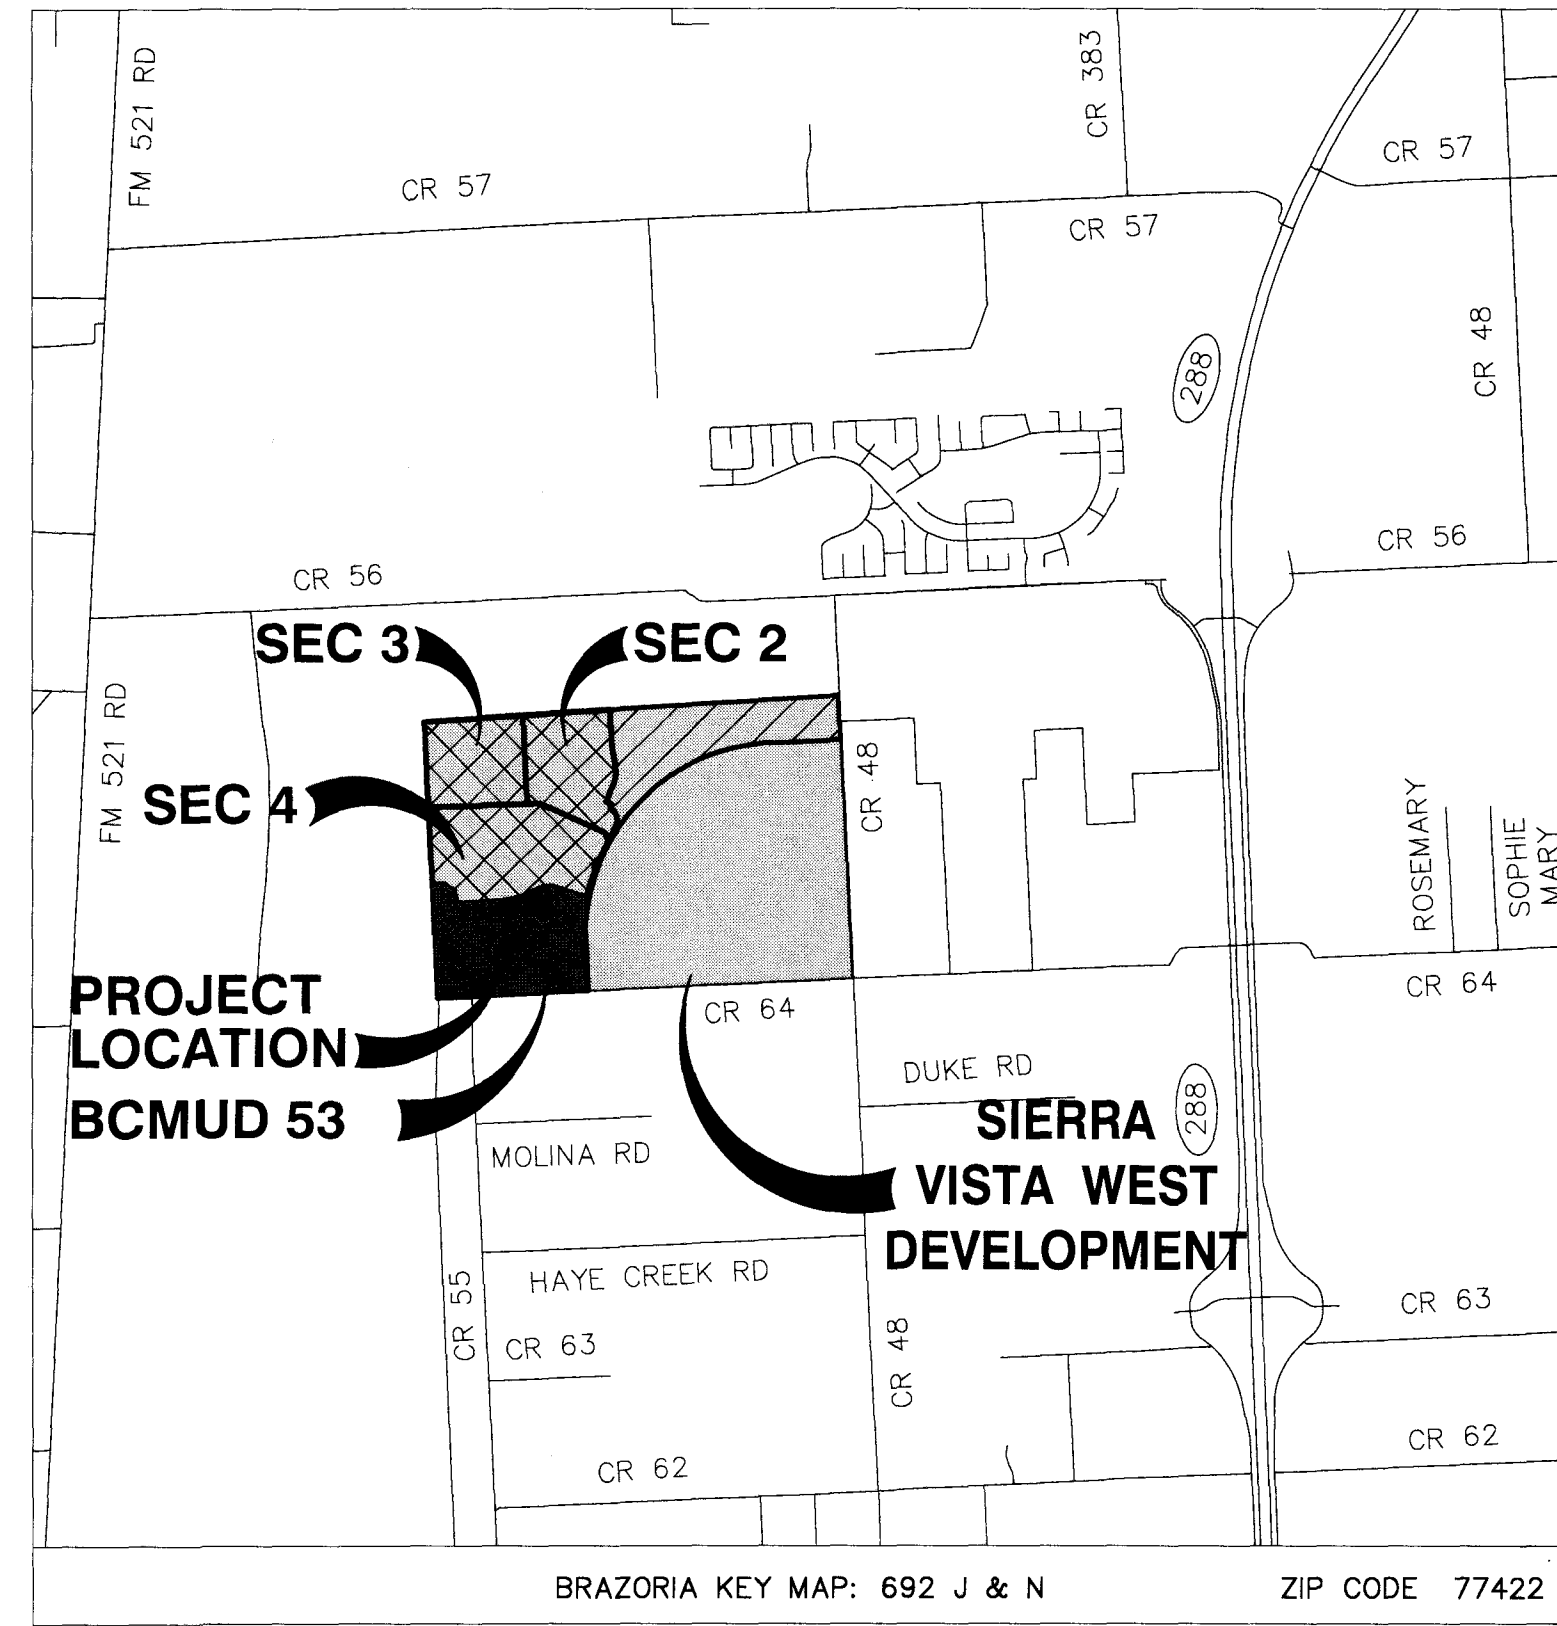 FM 521 RD
CR 383
CR 57
CR 57
CR 57
CR 48
288
CR 56
CR 56
SEC 3
SEC 2
FM 521 RD
SEC 4
CR 48
ROSEMARY
SOPHIE
MARY
PROJECT
LOCATION
CR 64
CR 64
DUKE RD
BCMUD 53
SIERRA
VISTA WEST
DEVELOPMENT
288
MOLINA RD
HAYE CREEK RD
CR 55
CR 63
CR 63
CR 48
CR 62
CR 62
BRAZORIA KEY MAP: 692 J & N
ZIP CODE 77422